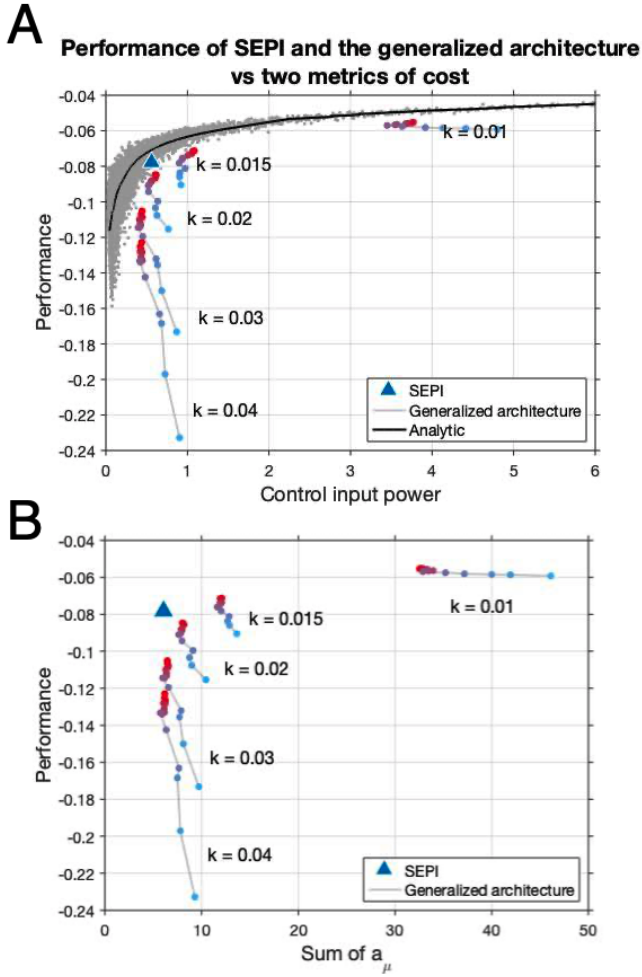 A
Performance of SEPI and the generalized architecture
vs two metrics of cost
-0.04
-0.06
-0.08
-0.1
-0.12
-0.14
-0.16
-0.18
-0.2
-0.22
-0.24
Performance
k = 0.01
k = 0.015
k = 0.02
k = 0.03
k = 0.04
SEPI
Generalized architecture
Analytic
0 1 2 3 4 5 6
Control input power
B
-0.04
-0.06
-0.08
-0.1
-0.12
-0.14
-0.16
-0.18
-0.2
-0.22
-0.24
Performance
k = 0.01
k = 0.015
k = 0.02
k = 0.03
k = 0.04
SEPI
Generalized architecture
0 10 20 30 40 50
Sum of a_μ